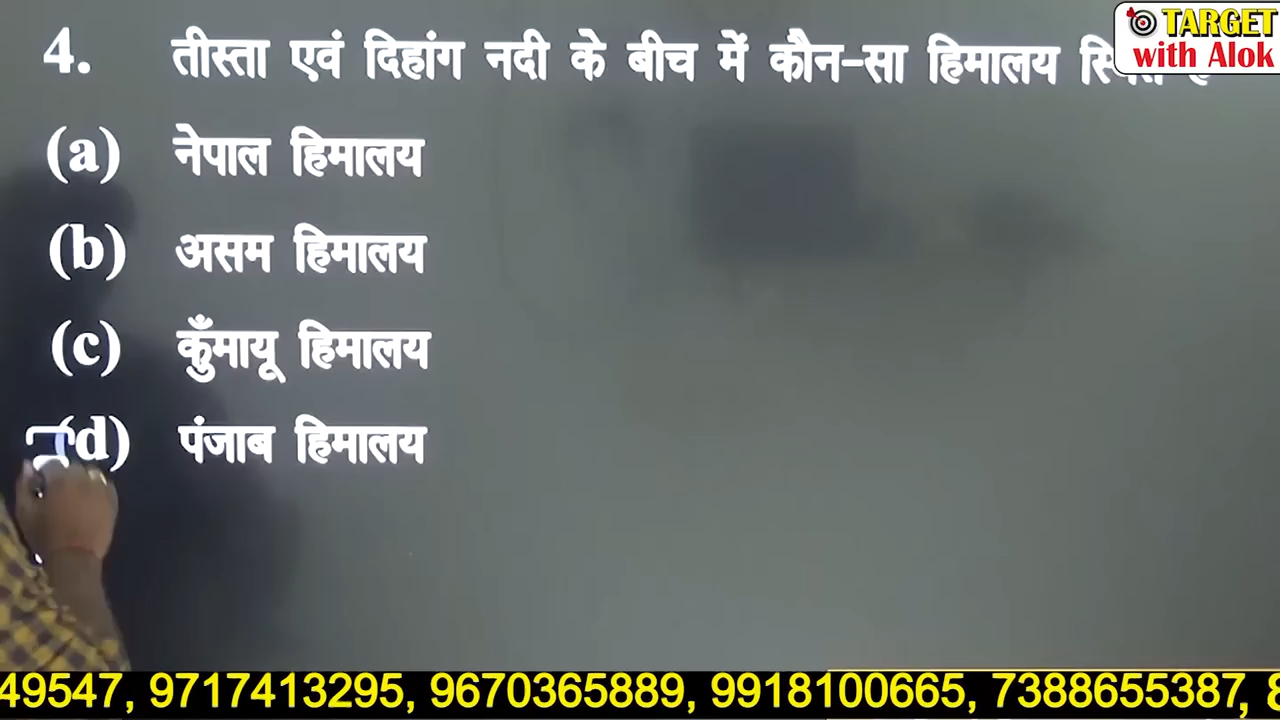 TARGET
with Alok
4. तीस्ता एवं दिहांग नदी के बीच में कौन-सा हिमालय
(a) नेपाल हिमालय
(b) असम हिमालय
(c) कुँमायू हिमालय
(d) पंजाब हिमालय
49547, 9717413295, 9670365889, 9918100665, 7388655387, 8